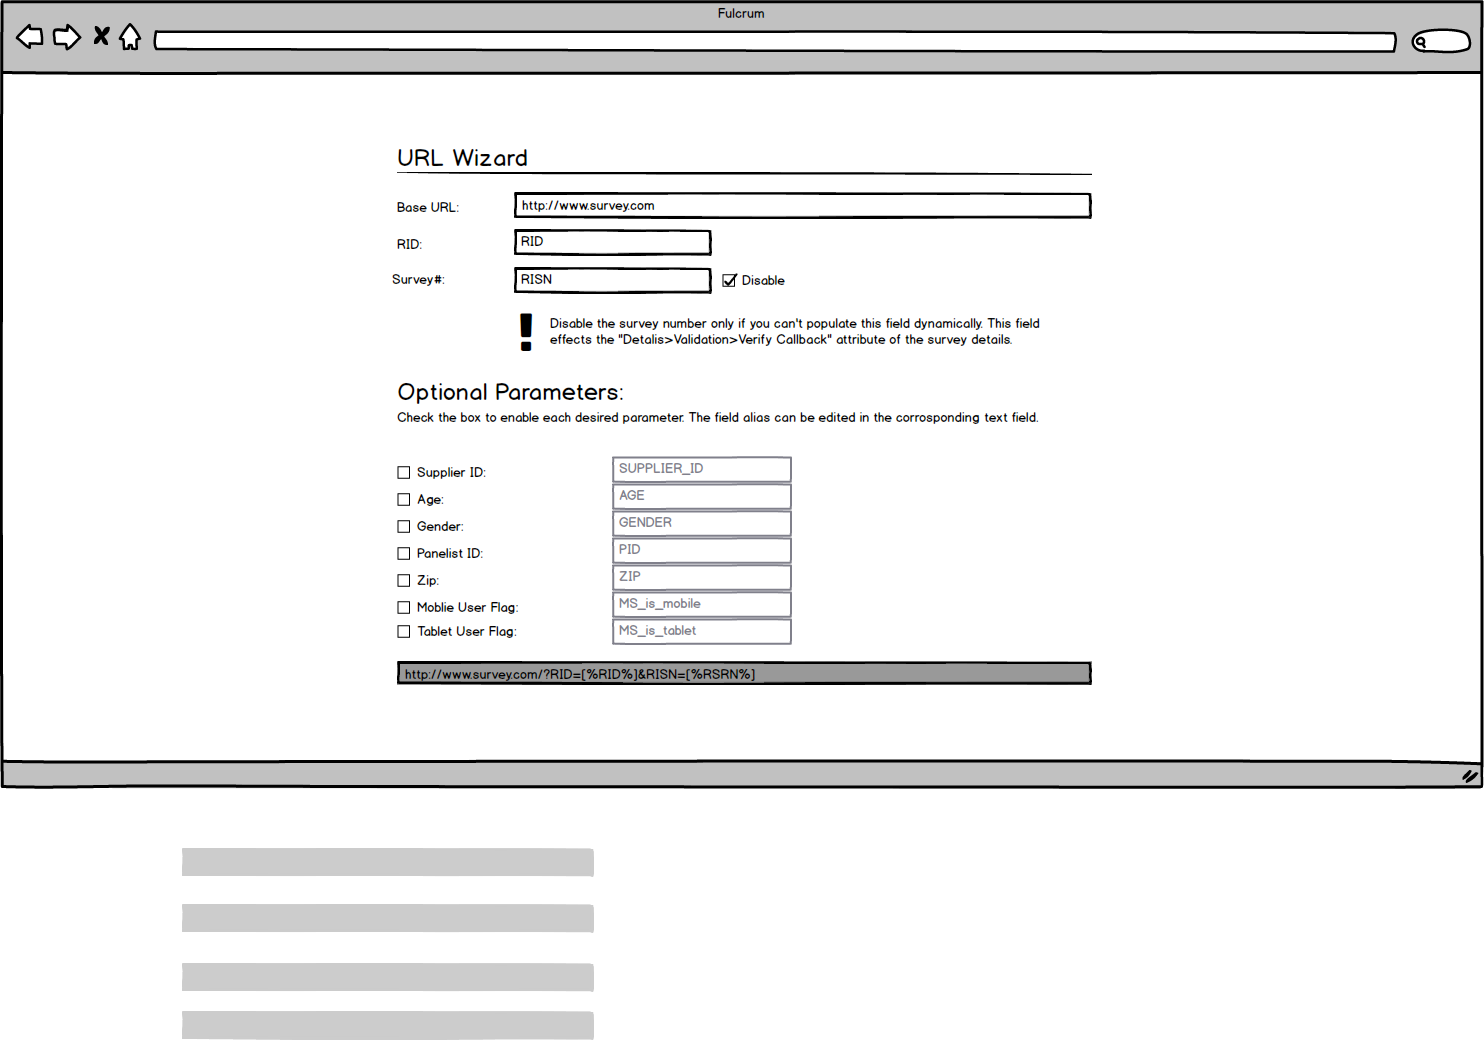 Fulcrum
URL Wizard
Base URL: http://www.survey.com
RID: RID
Survey#: RISN Disable
! Disable the survey number only if you can't populate this field dynamically. This field
effects the "Detalis>Validation>Verify Callback" attribute of the survey details.
Optional Parameters:
Check the box to enable each desired parameter. The field alias can be edited in the corrosponding text field.
Supplier ID: SUPPLIER_ID
Age: AGE
Gender: GENDER
Panelist ID: PID
Zip: ZIP
Moblie User Flag: MS_is_mobile
Tablet User Flag: MS_is_tablet
http://www.survey.com/?RID=[%RID%]&RISN=[%RSRN%]